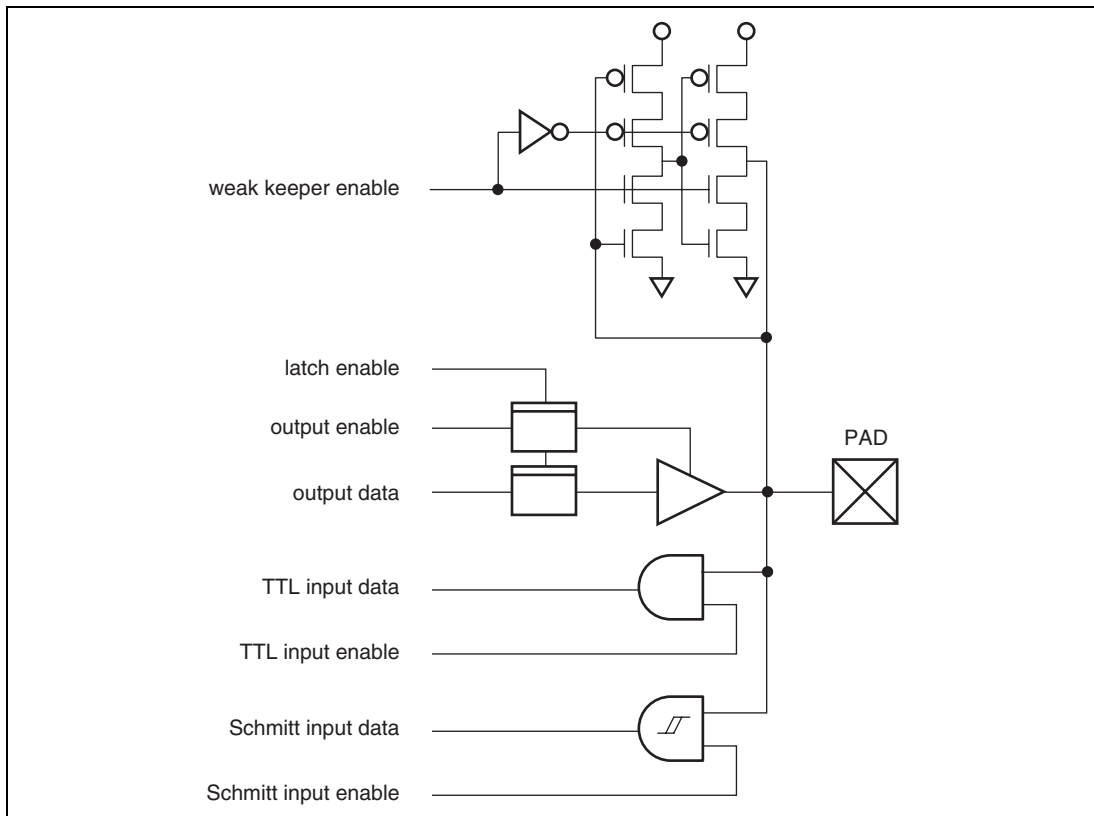 weak keeper enable
latch enable
output enable
PAD
output data
TTL input data
TTL input enable
Schmitt input data
Schmitt input enable